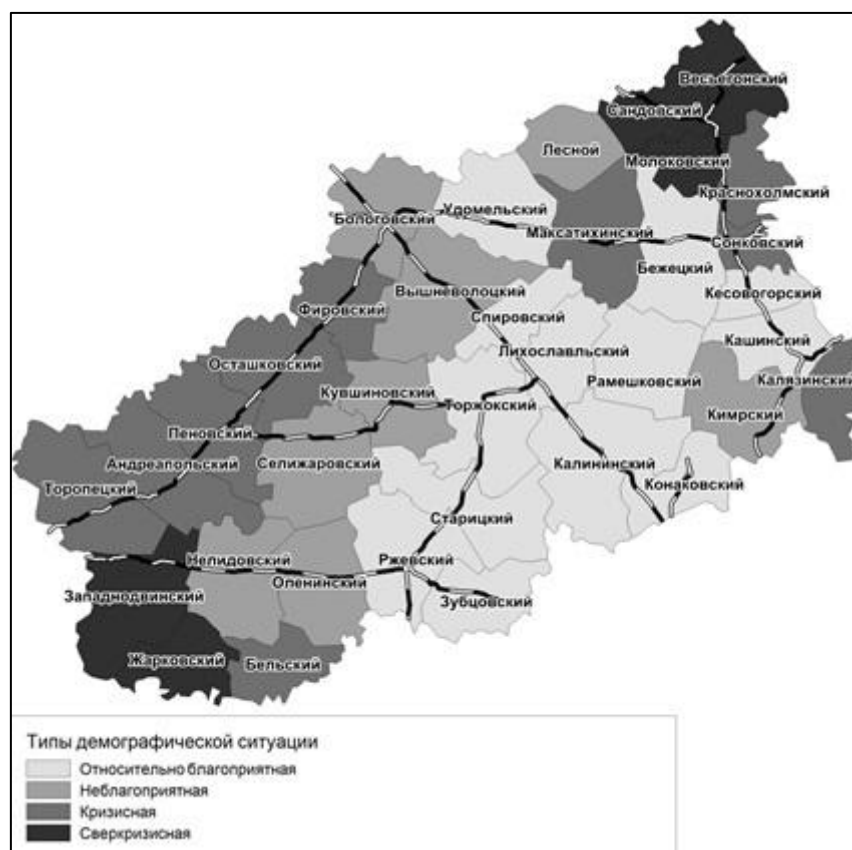 Весьегонский
Сандовский
Лесной
Молоковский
Краснохолмский
Удомельский
Бологовский
Максатихинский
Сонковский
Бежецкий
Вышневолоцкий
Кесовогорский
Фировский
Спировский
Кашинский
Лихославльский
Осташковский
Рамешковский
Калязинский
Кувшиновский
Торжокский
Кимрский
Пеновский
Андреапольский
Селижаровский
Калининский
Конаковский
Торопецкий
Старицкий
Нелидовский
Ржевский
Оленинский
Западнодвинский
Зубцовский
Жарковский
Бельский
Типы демографической ситуации
Относительно благоприятная
Неблагоприятная
Кризисная
Сверкризисная